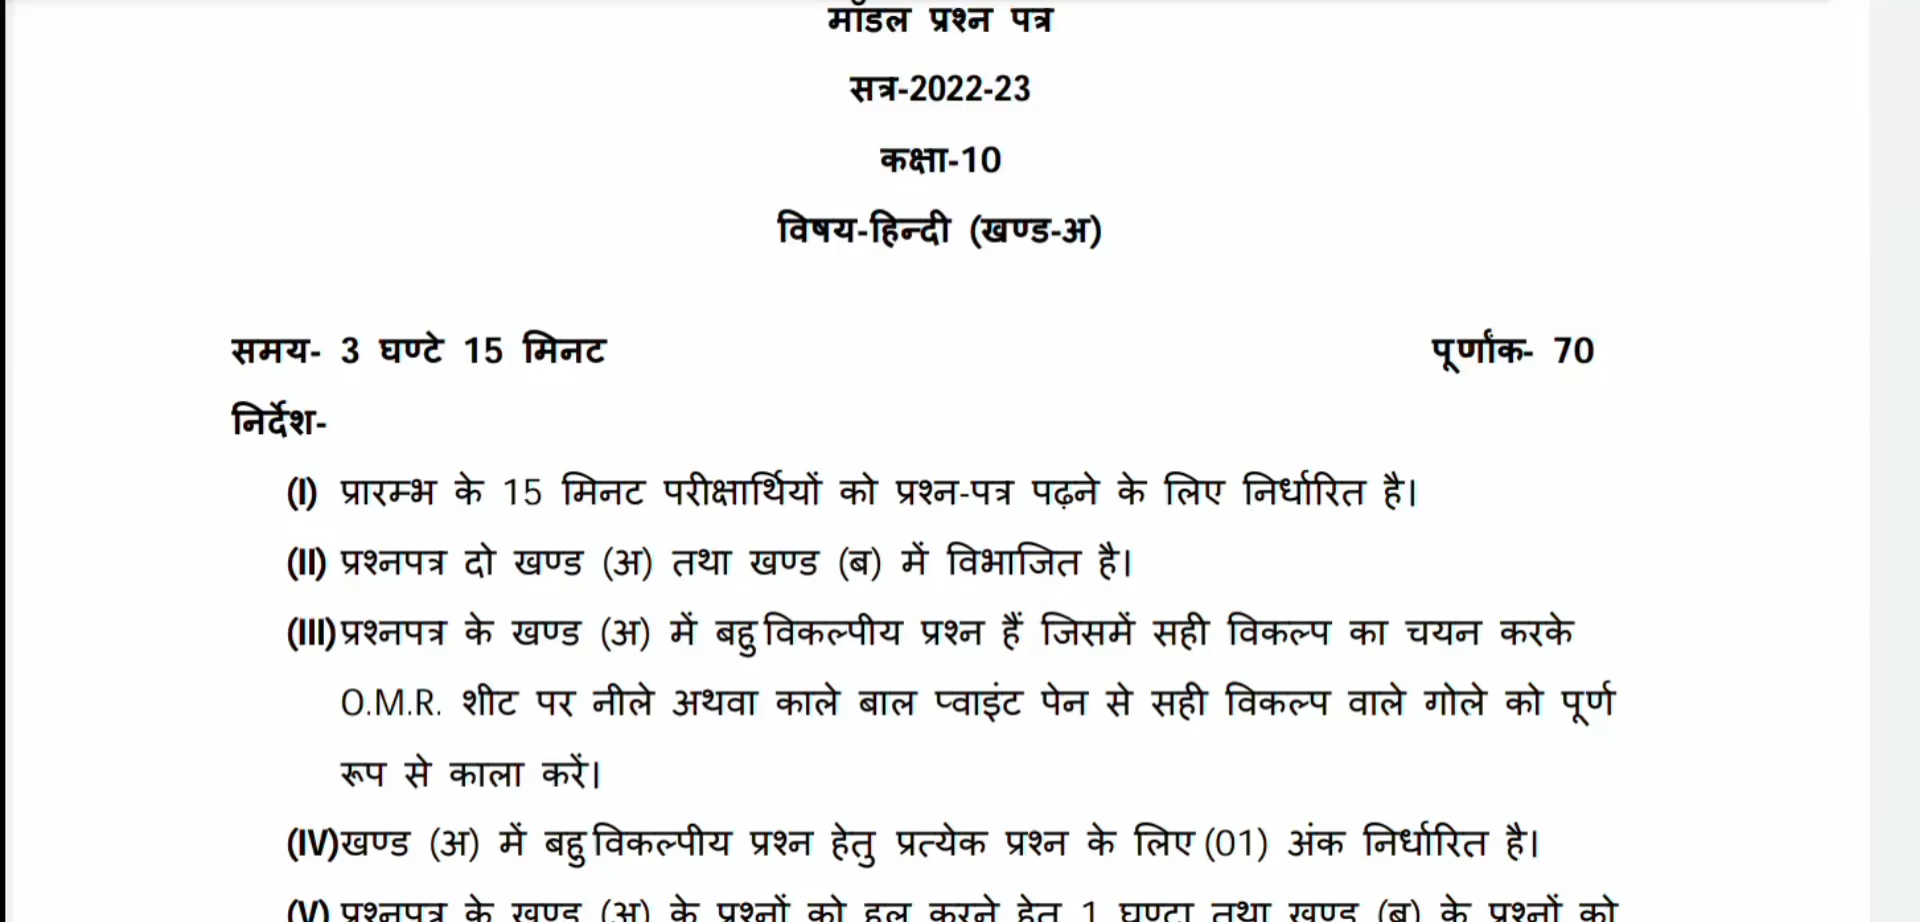 मॉडल प्रश्न पत्र
सत्र-2022-23
कक्षा-10
विषय-हिन्दी (खण्ड-अ)
समय- 3 घण्टे 15 मिनट पूर्णांक- 70
निर्देश-
(I) प्रारम्भ के 15 मिनट परीक्षार्थियों को प्रश्न-पत्र पढ़ने के लिए निर्धारित है।
(II) प्रश्नपत्र दो खण्ड (अ) तथा खण्ड (ब) में विभाजित है।
(III) प्रश्नपत्र के खण्ड (अ) में बहुविकल्पीय प्रश्न हैं जिसमें सही विकल्प का चयन करके
O.M.R. शीट पर नीले अथवा काले बाल प्वाइंट पेन से सही विकल्प वाले गोले को पूर्ण
रूप से काला करें।
(IV) खण्ड (अ) में बहुविकल्पीय प्रश्न हेतु प्रत्येक प्रश्न के लिए (01) अंक निर्धारित है।
(V) प्रश्नपत्र के खण्ड (अ) के प्रश्नों को हल करने हेतु 1 घण्टा तथा खण्ड (ब) के प्रश्नों को